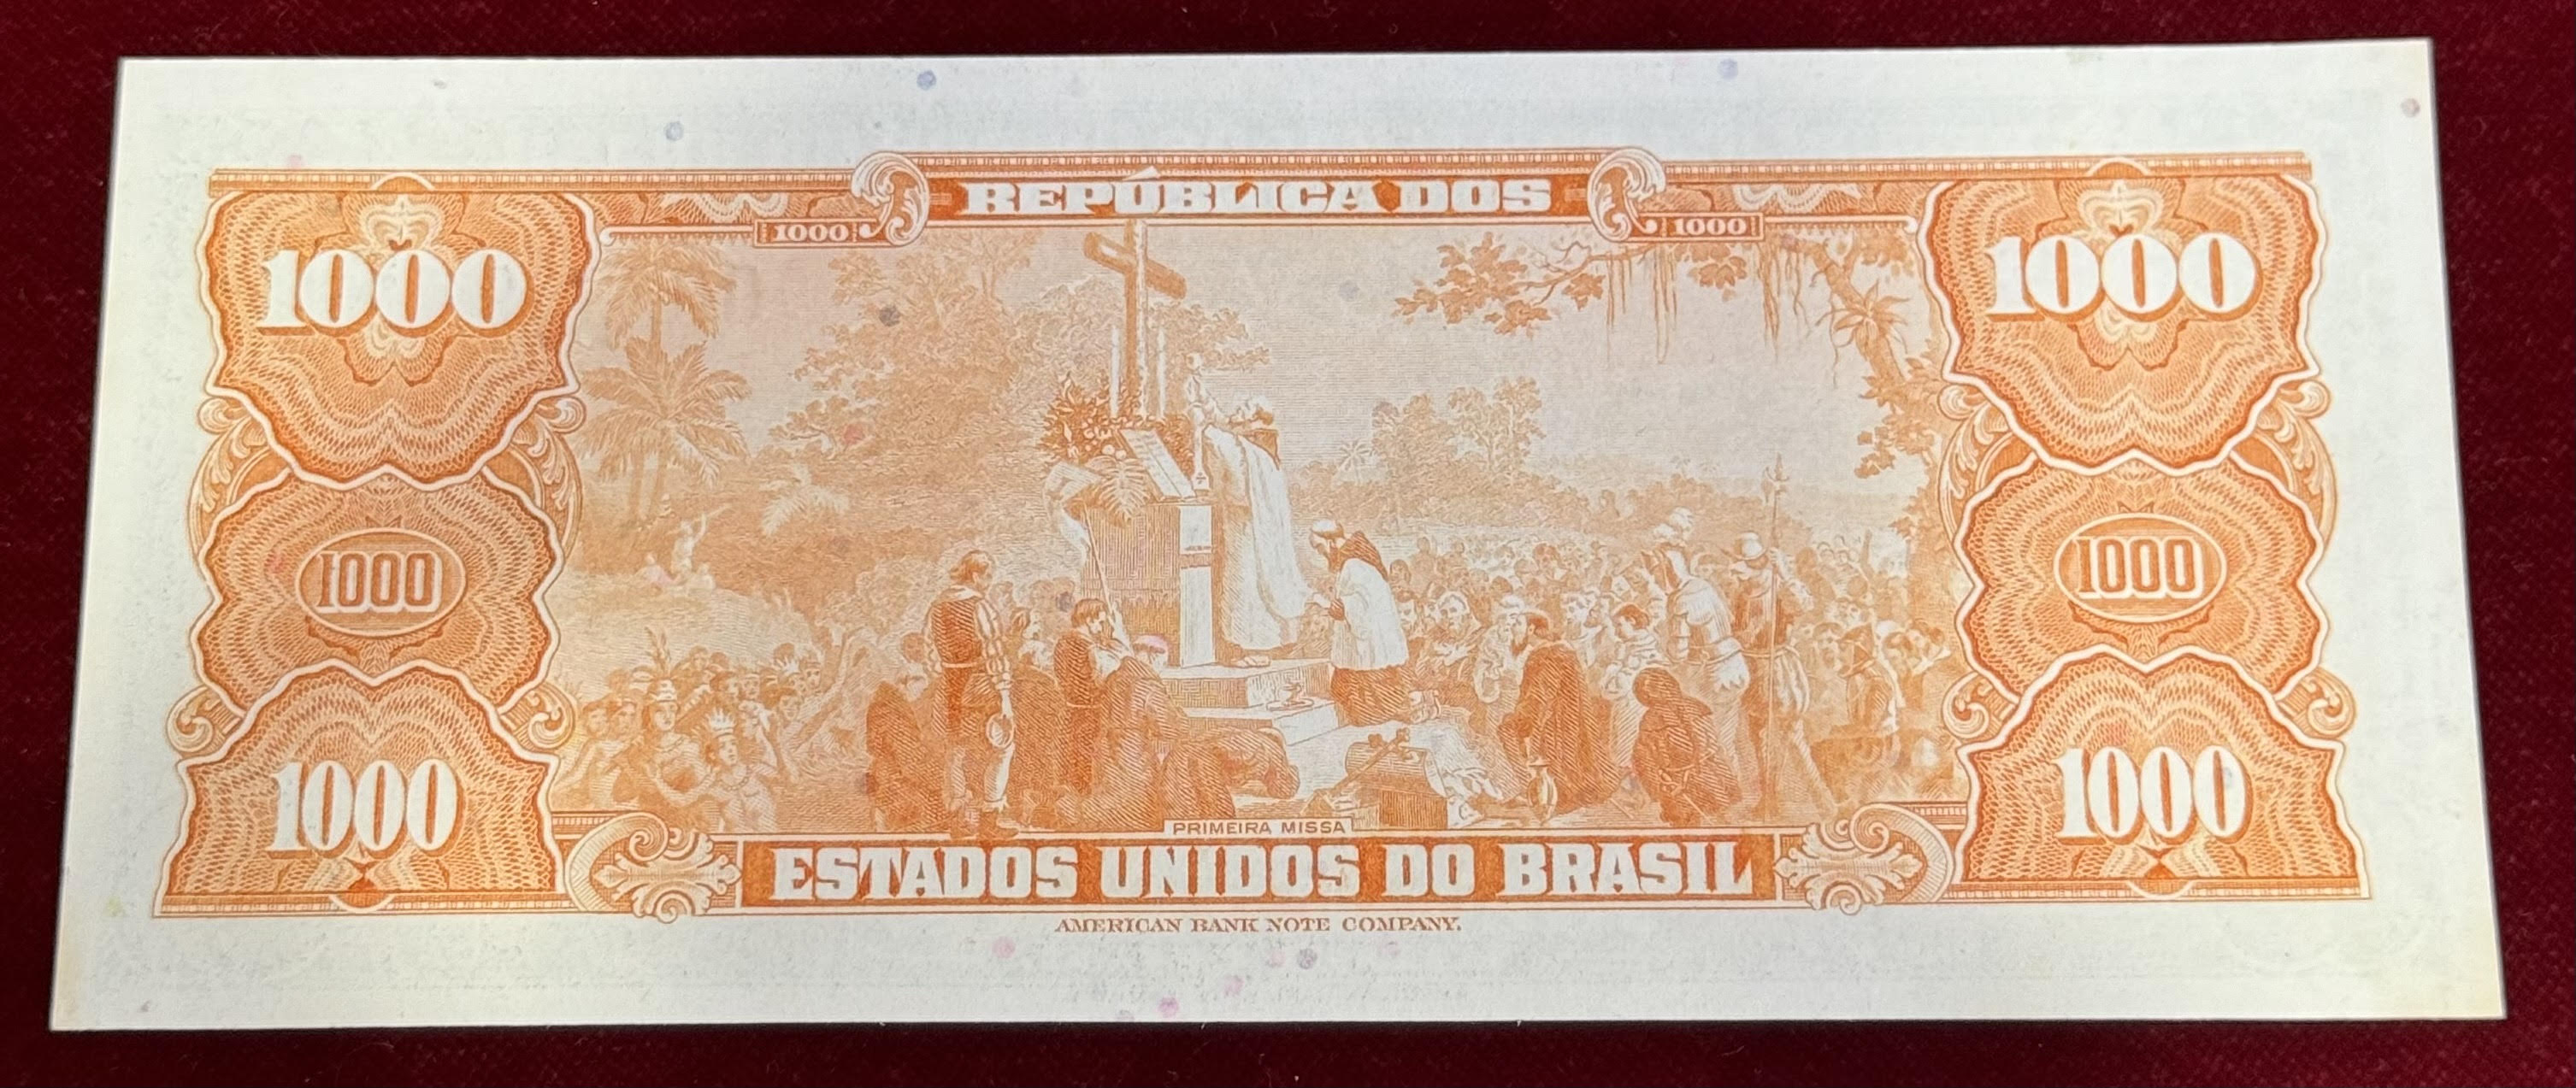 REPÚBLICA DOS
1000 1000
1000 1000
1000 1000
1000 1000
PRIMEIRA MISSA
ESTADOS UNIDOS DO BRASIL
AMERICAN BANK NOTE COMPANY.